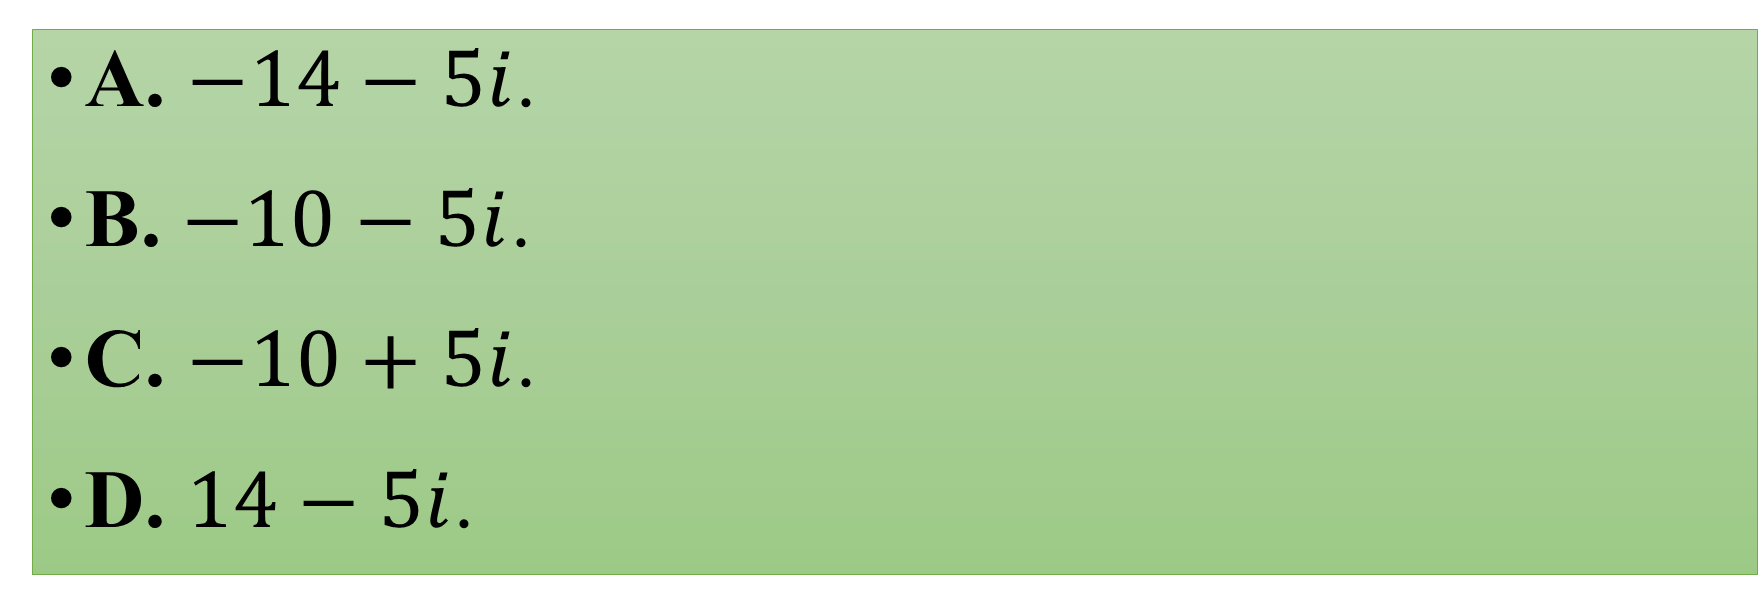 • A. −14 − 5i.
• B. −10 − 5i.
• C. −10 + 5i.
• D. 14 − 5i.